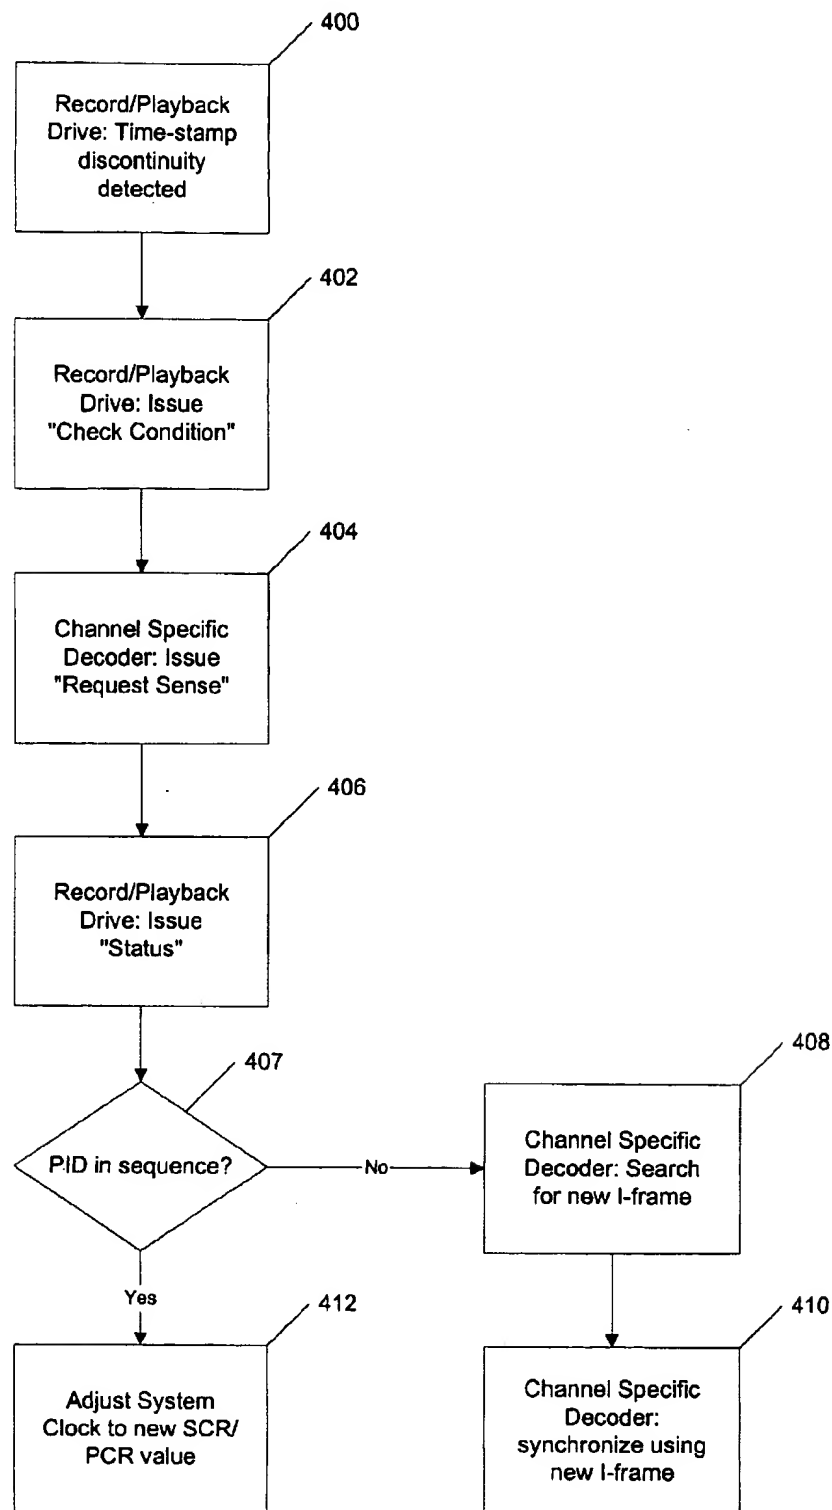 400
Record/Playback
Drive: Time-stamp
discontinuity
detected
402
Record/Playback
Drive: Issue
"Check Condition"
404
Channel Specific
Decoder: Issue
"Request Sense"
406
Record/Playback
Drive: Issue
"Status"
407
PID in sequence?
No
408
Channel Specific
Decoder: Search
for new I-frame
Yes
412
Adjust System
Clock to new SCR/
PCR value
410
Channel Specific
Decoder:
synchronize using
new I-frame